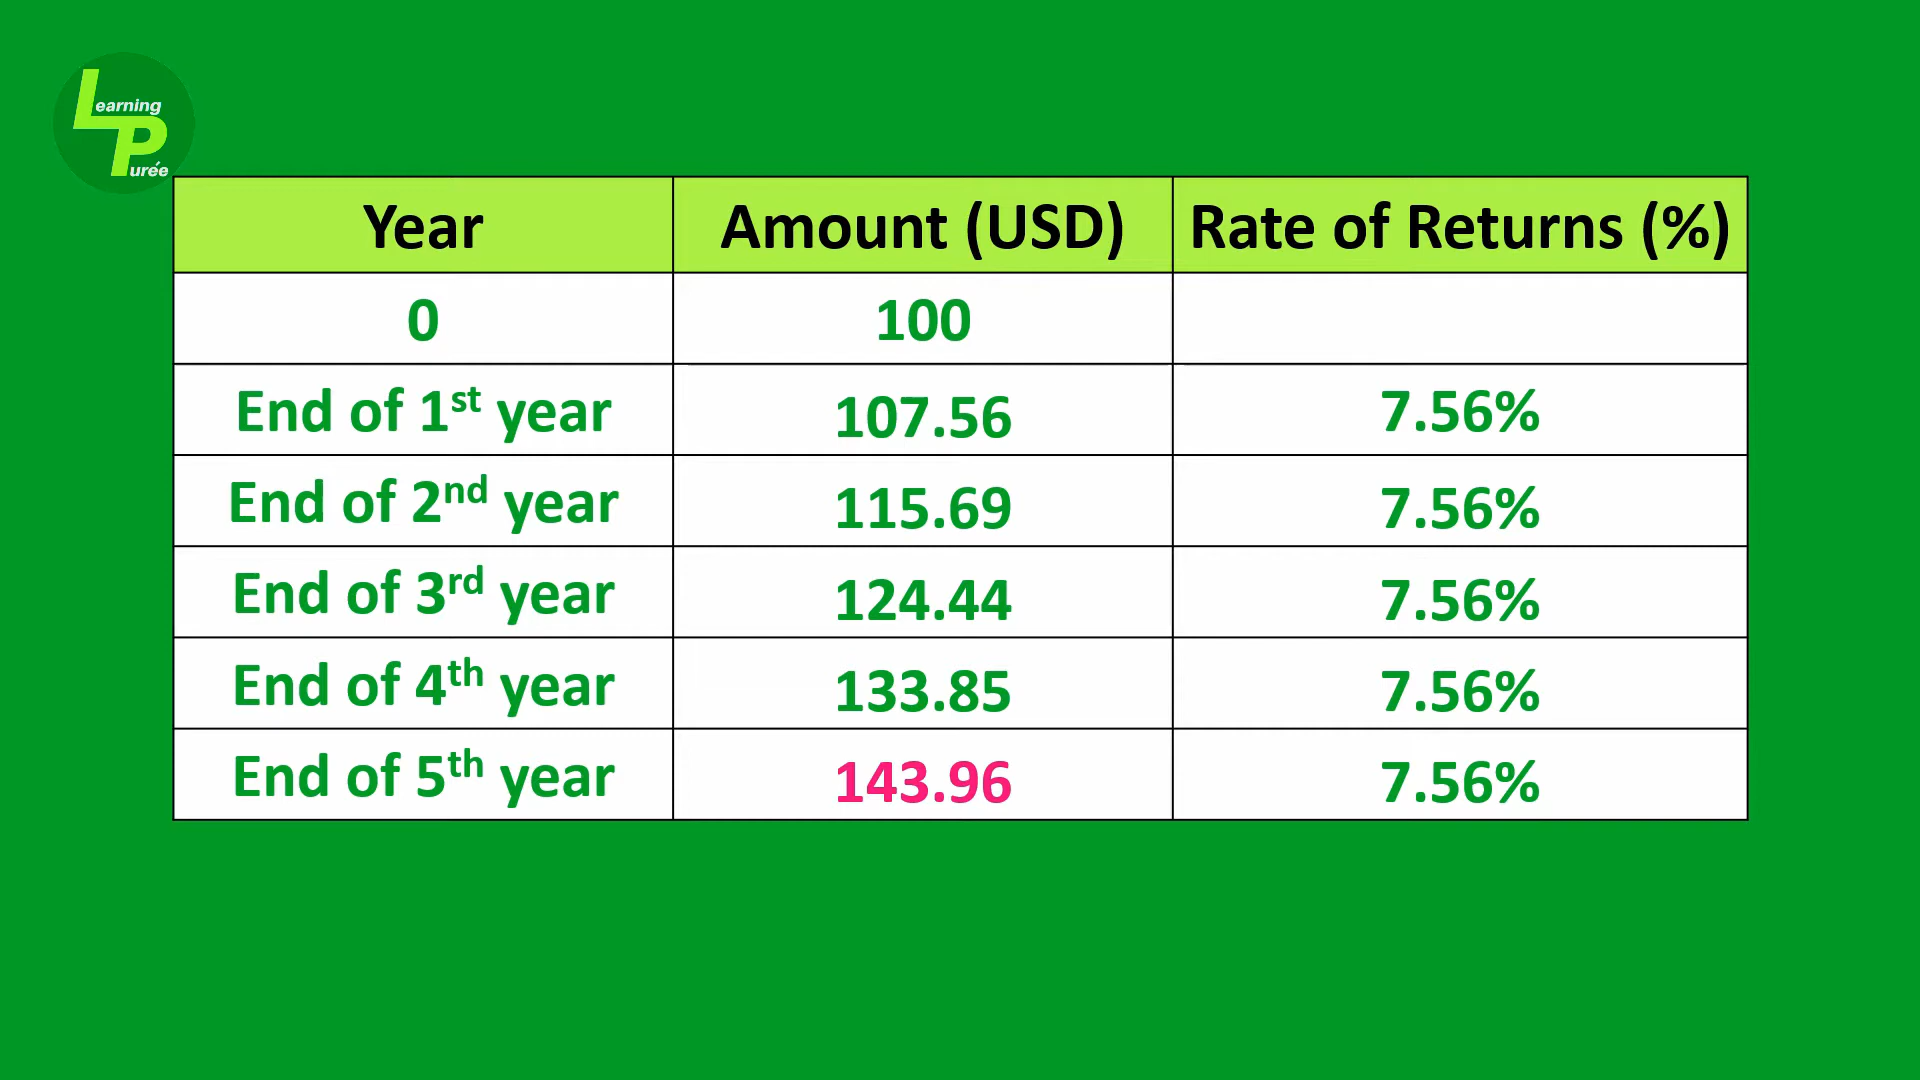 Learning
Purée
Year Amount (USD) Rate of Returns (%)
0 100
End of 1st year 107.56 7.56%
End of 2nd year 115.69 7.56%
End of 3rd year 124.44 7.56%
End of 4th year 133.85 7.56%
End of 5th year 143.96 7.56%